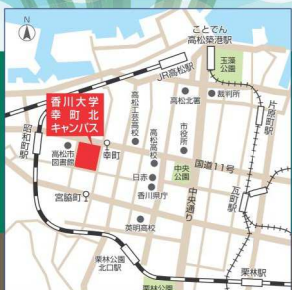 N
ことでん
高松築港駅
玉藻
公園
JR高松駅
裁判所
高松北署
片原町駅
香川大学
幸町北
キャンパス
高松工芸高校
高松高校
市役所
昭和町駅
幸町
高松市
図書館
中央
公園
国道11号
日赤
瓦町駅
宮脇町
香川県庁
中央通り
英明高校
栗林公園
北口駅
栗林駅
栗林公園